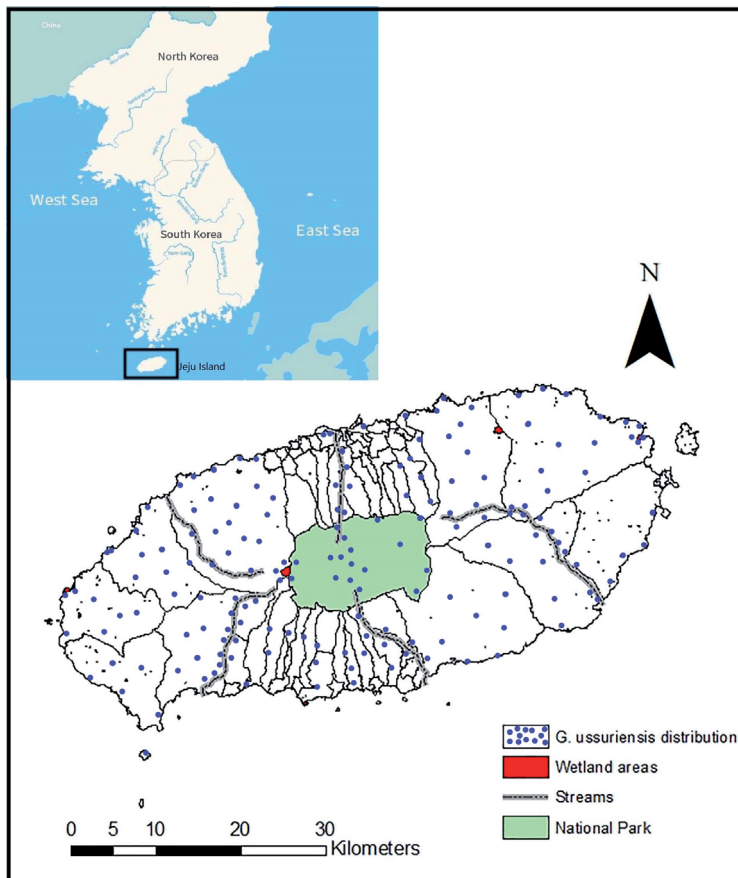 China
North Korea
West Sea
South Korea
East Sea
Jeju Island
N
G. ussuriensis distribution
Wetland areas
Streams
National Park
0 5 10 20 30
Kilometers